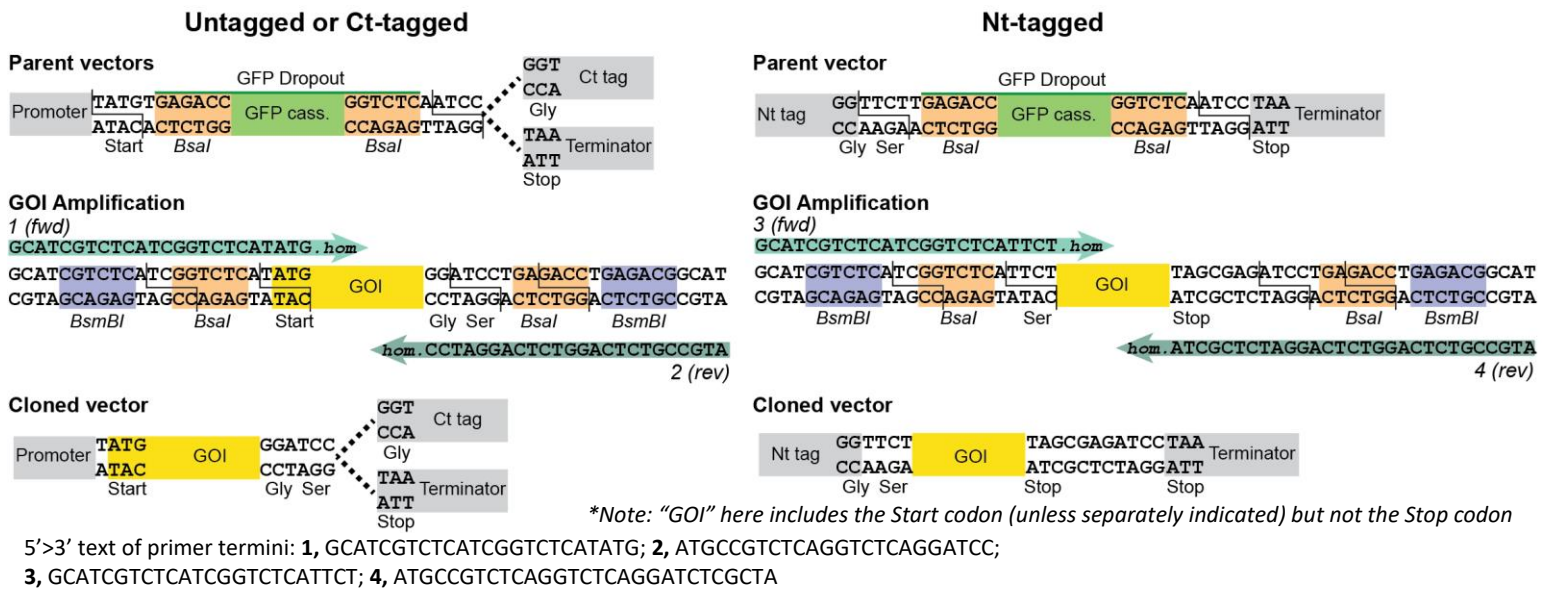 Untagged or Ct-tagged
Parent vectors
GFP Dropout
Promoter
TATGTGAGACC
GFP cass.
GGTCTCAATCC
ATACACTCTGG
CCAGAGTTAGG
Start
BsaI
BsaI
GGT
CCA
Ct tag
Gly
TAA
ATT
Terminator
Stop
GOI Amplification
1 (fwd)
GCATCGTCTCATCGGTCTCATATG.hom
GCATCGTCTCATCGGTCTCATATG
GOI
GGATCCTGAGACCTGAGACGGCAT
CGTAGCAGAGTAGCCAGAGTATAC
CCTAGGACTCTGGACTCTGCCGTA
BsmBI
BsaI
Start
Gly Ser
BsaI
BsmBI
hom.CCTAGGACTCTGGACTCTGCCGTA
2 (rev)
Cloned vector
Promoter
TATG
ATAC
GOI
GGATCC
CCTAGG
Start
Gly Ser
GGT
CCA
Ct tag
Gly
TAA
ATT
Terminator
Stop
Nt-tagged
Parent vector
GFP Dropout
Nt tag
GGTTCTTGAGACC
GFP cass.
GGTCTCAATCCTAA
Terminator
CCAAGAACTCTGG
CCAGAGTTAGGATT
Gly Ser
BsaI
BsaI
Stop
GOI Amplification
3 (fwd)
GCATCGTCTCATCGGTCTCATTCT.hom
GCATCGTCTCATCGGTCTCATTCT
GOI
TAGCGAGATCCTGAGACCTGAGACGGCAT
CGTAGCAGAGTAGCCAGAGTATAC
ATCGCTCTAGGACTCTGGACTCTGCCGTA
BsmBI
BsaI
Ser
Stop
BsaI
BsmBI
hom.ATCGCTCTAGGACTCTGGACTCTGCCGTA
4 (rev)
Cloned vector
Nt tag
GGTTCT
CCAAGA
GOI
TAGCGAGATCCTAA
ATCGCTCTAGGATT
Terminator
Gly Ser
Stop
Stop
*Note: “GOI” here includes the Start codon (unless separately indicated) but not the Stop codon
5’>3’ text of primer termini: 1, GCATCGTCTCATCGGTCTCATATG; 2, ATGCCGTCTCAGGTCTCAGGATCC;
3, GCATCGTCTCATCGGTCTCATTCT; 4, ATGCCGTCTCAGGTCTCAGGATCTCGCTA